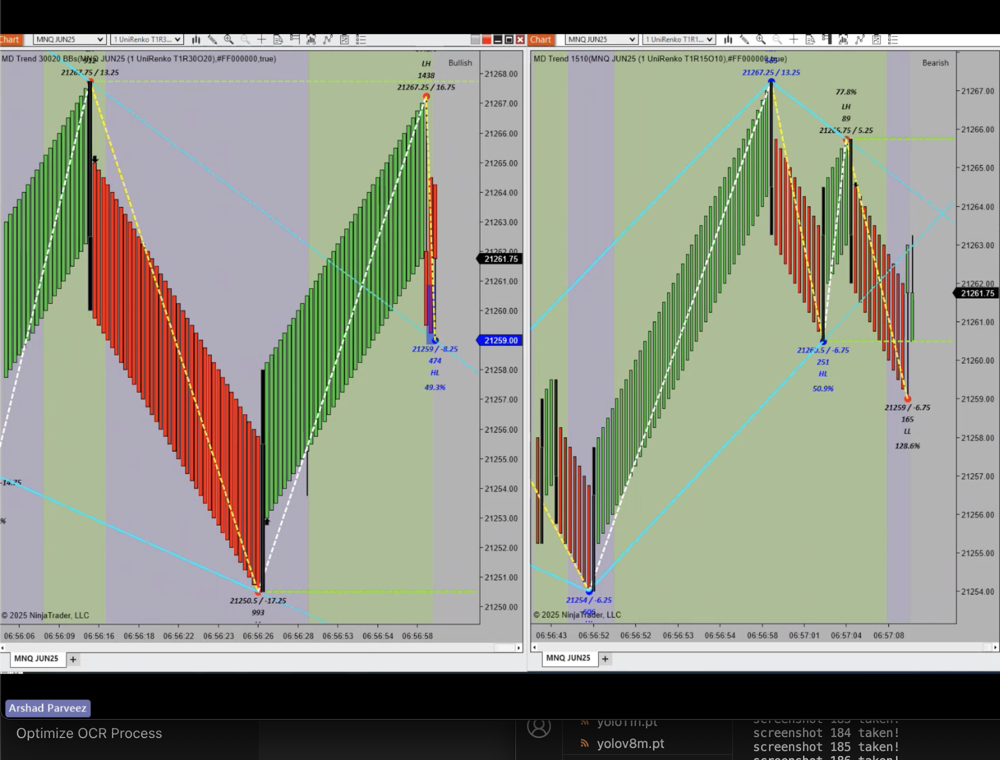 Chart
MNQ JUN25
1 UniRenko T1R3...
MD Trend 30020 BBs(MNQ JUN25 (1 UniRenko T1R30O20),#FF000000,true)
Bullish
21267.75 / 13.25
LH
1438
21267.25 / 16.75
21268.00
21267.00
21266.00
21265.00
21264.00
21263.00
21262.00
21261.75
21261.00
21260.00
21259.00
21258.00
21257.00
21256.00
21255.00
21254.00
21253.00
21252.00
21251.00
21250.00
21259 / -8.25
474
HL
49.3%
-14.75
%
21250.5 / -17.25
993
© 2025 NinjaTrader, LLC
06:56:06 06:56:09 06:56:16 06:56:18 06:56:22 06:56:23 06:56:26 06:56:28 06:56:53 06:56:54 06:56:58
MNQ JUN25 +
Chart
MNQ JUN25
1 UniRenko T1R1...
MD Trend 1510(MNQ JUN25 (1 UniRenko T1R15O10),#FF000000,true)
Bearish
21267.25 / 13.25
77.8%
LH
89
21265.75 / 5.25
21267.00
21266.00
21265.00
21264.00
21263.00
21262.00
21261.75
21261.00
21260.00
21259.00
21258.00
21257.00
21256.00
21255.00
21254.00
21260.5 / -6.75
251
HL
50.9%
21259 / -6.75
165
LL
128.6%
21254 / -6.25
© 2025 NinjaTrader, LLC
06:56:43 06:56:52 06:56:52 06:56:53 06:56:54 06:56:58 06:57:01 06:57:04 06:57:08
MNQ JUN25 +
Arshad Parveez
Optimize OCR Process
yolo11n.pt
yolov8m.pt
screenshot 183 taken!
screenshot 184 taken!
screenshot 185 taken!
screenshot 186 taken!